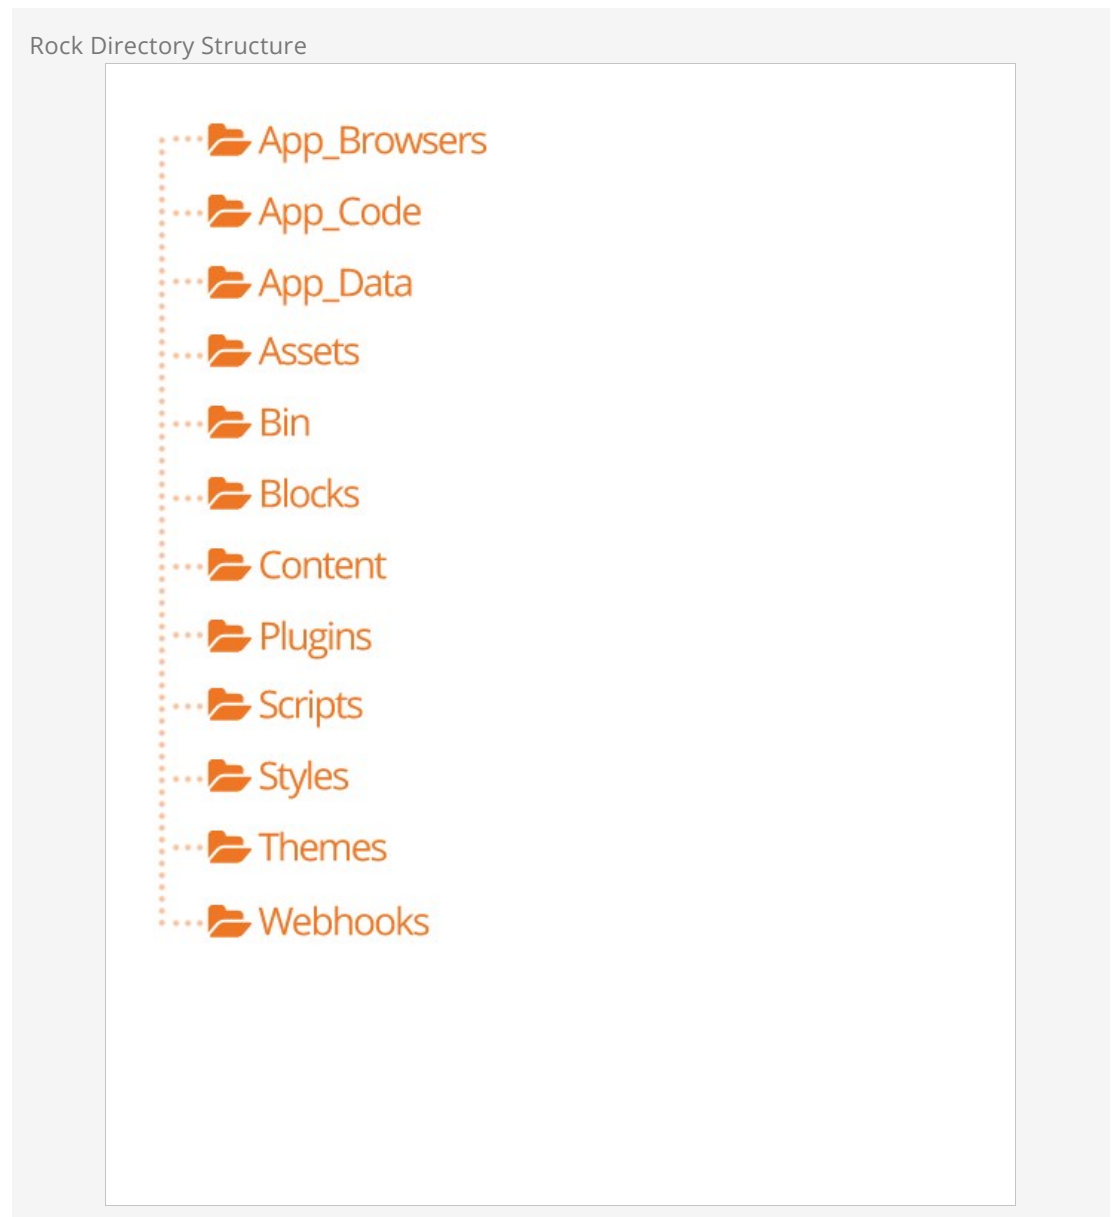 Rock Directory Structure
App_Browsers
App_Code
App_Data
Assets
Bin
Blocks
Content
Plugins
Scripts
Styles
Themes
Webhooks